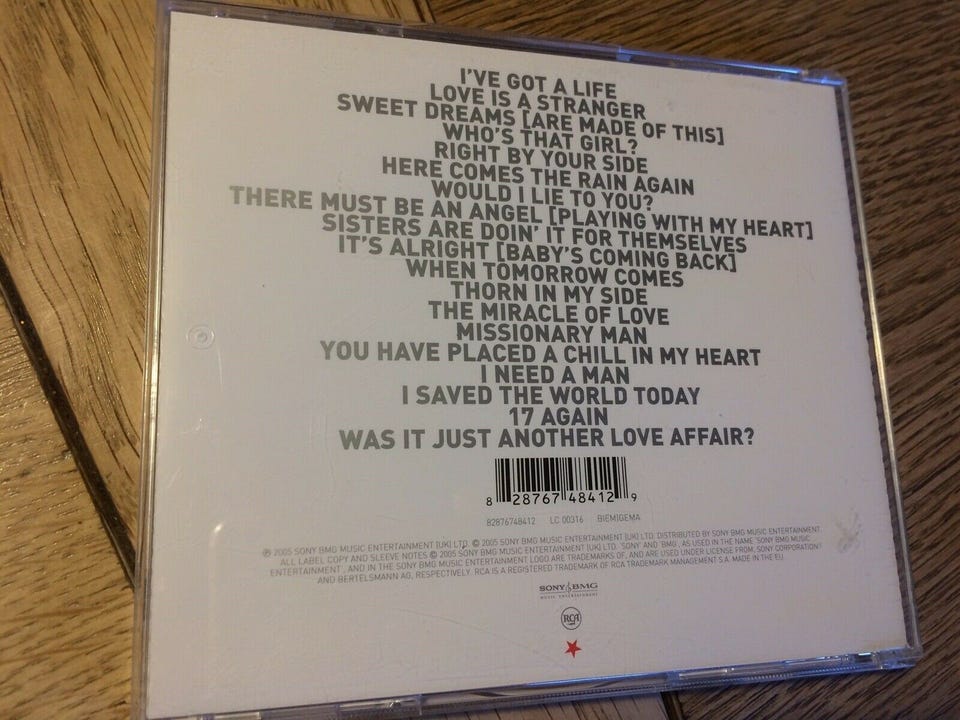 I'VE GOT A LIFE
LOVE IS A STRANGER
SWEET DREAMS [ARE MADE OF THIS]
WHO'S THAT GIRL?
RIGHT BY YOUR SIDE
HERE COMES THE RAIN AGAIN
WOULD I LIE TO YOU?
THERE MUST BE AN ANGEL [PLAYING WITH MY HEART]
SISTERS ARE DOIN' IT FOR THEMSELVES
IT'S ALRIGHT [BABY'S COMING BACK]
WHEN TOMORROW COMES
THORN IN MY SIDE
THE MIRACLE OF LOVE
MISSIONARY MAN
YOU HAVE PLACED A CHILL IN MY HEART
I NEED A MAN
I SAVED THE WORLD TODAY
17 AGAIN
WAS IT JUST ANOTHER LOVE AFFAIR?
8 28767 48412 9
82876748412 LC 00316 BIEM|GEMA
℗ 2005 SONY BMG MUSIC ENTERTAINMENT [UK] LTD. © 2005 SONY BMG MUSIC ENTERTAINMENT [UK] LTD. DISTRIBUTED BY SONY BMG MUSIC ENTERTAINMENT.
ALL LABEL COPY AND SLEEVE NOTES © 2005 SONY BMG MUSIC ENTERTAINMENT [UK] LTD. 'SONY' AND 'BMG', AS USED IN THE NAME 'SONY BMG MUSIC
ENTERTAINMENT', AND IN THE SONY BMG MUSIC ENTERTAINMENT LOGO ARE TRADEMARKS OF, AND ARE USED UNDER LICENSE FROM, SONY CORPORATION
AND BERTELSMANN AG, RESPECTIVELY. RCA IS A REGISTERED TRADEMARK OF RCA TRADEMARK MANAGEMENT S.A. MADE IN THE EU
SONY BMG
MUSIC ENTERTAINMENT
RCA